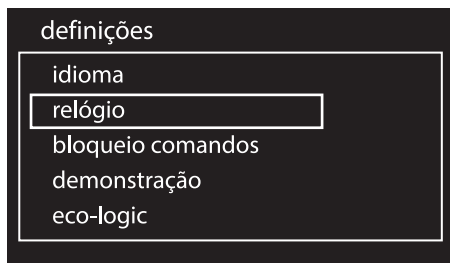 definições
idioma
relógio
bloqueio comandos
demonstração
eco-logic